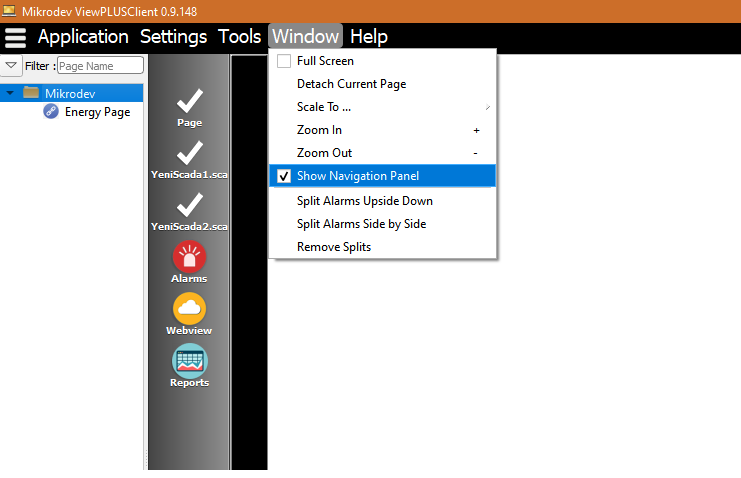 Mikrodev ViewPLUSClient 0.9.148
Application Settings Tools Window Help
Filter : Page Name
Mikrodev
Energy Page
Page
YeniScada1.sca
YeniScada2.sca
Alarms
Webview
Reports
Full Screen
Detach Current Page
Scale To ...
Zoom In +
Zoom Out -
Show Navigation Panel
Split Alarms Upside Down
Split Alarms Side by Side
Remove Splits